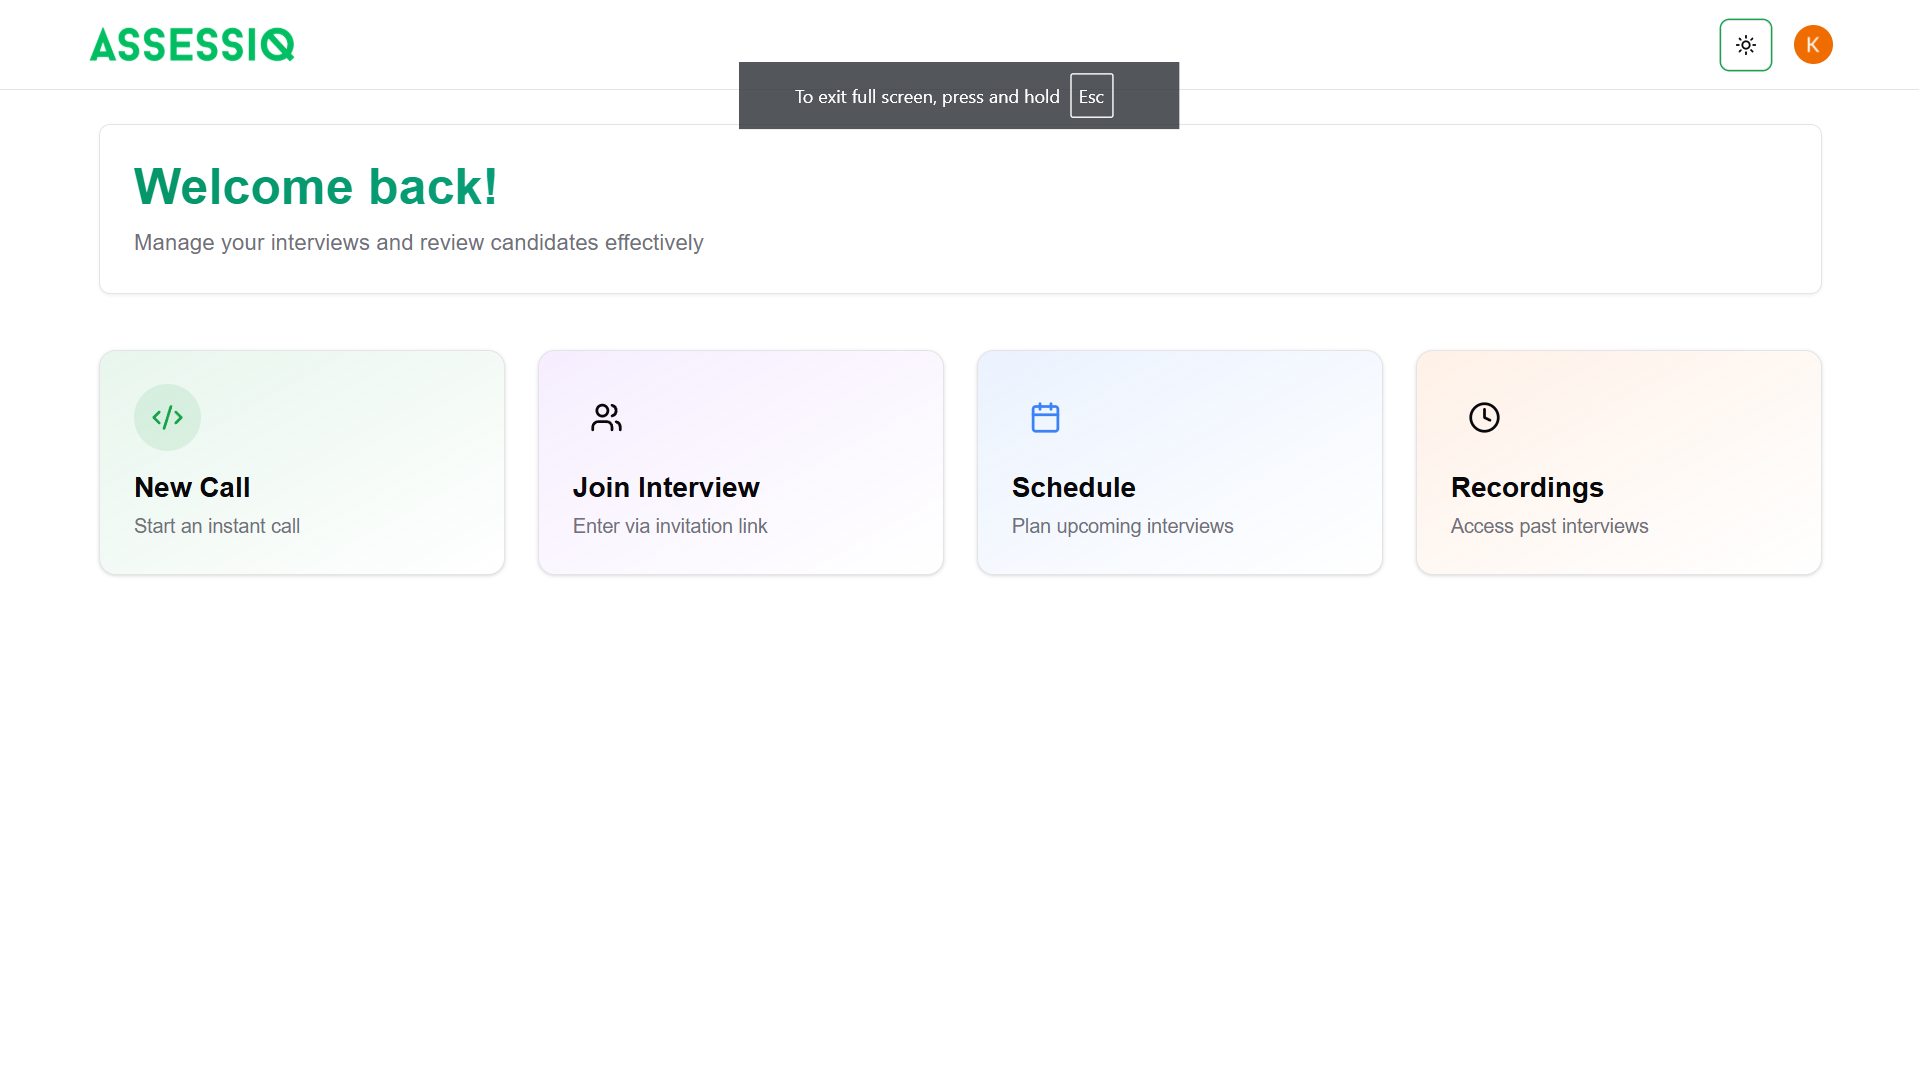 ASSESSIQ
K
To exit full screen, press and hold Esc
Welcome back!
Manage your interviews and review candidates effectively
New Call
Start an instant call
Join Interview
Enter via invitation link
Schedule
Plan upcoming interviews
Recordings
Access past interviews